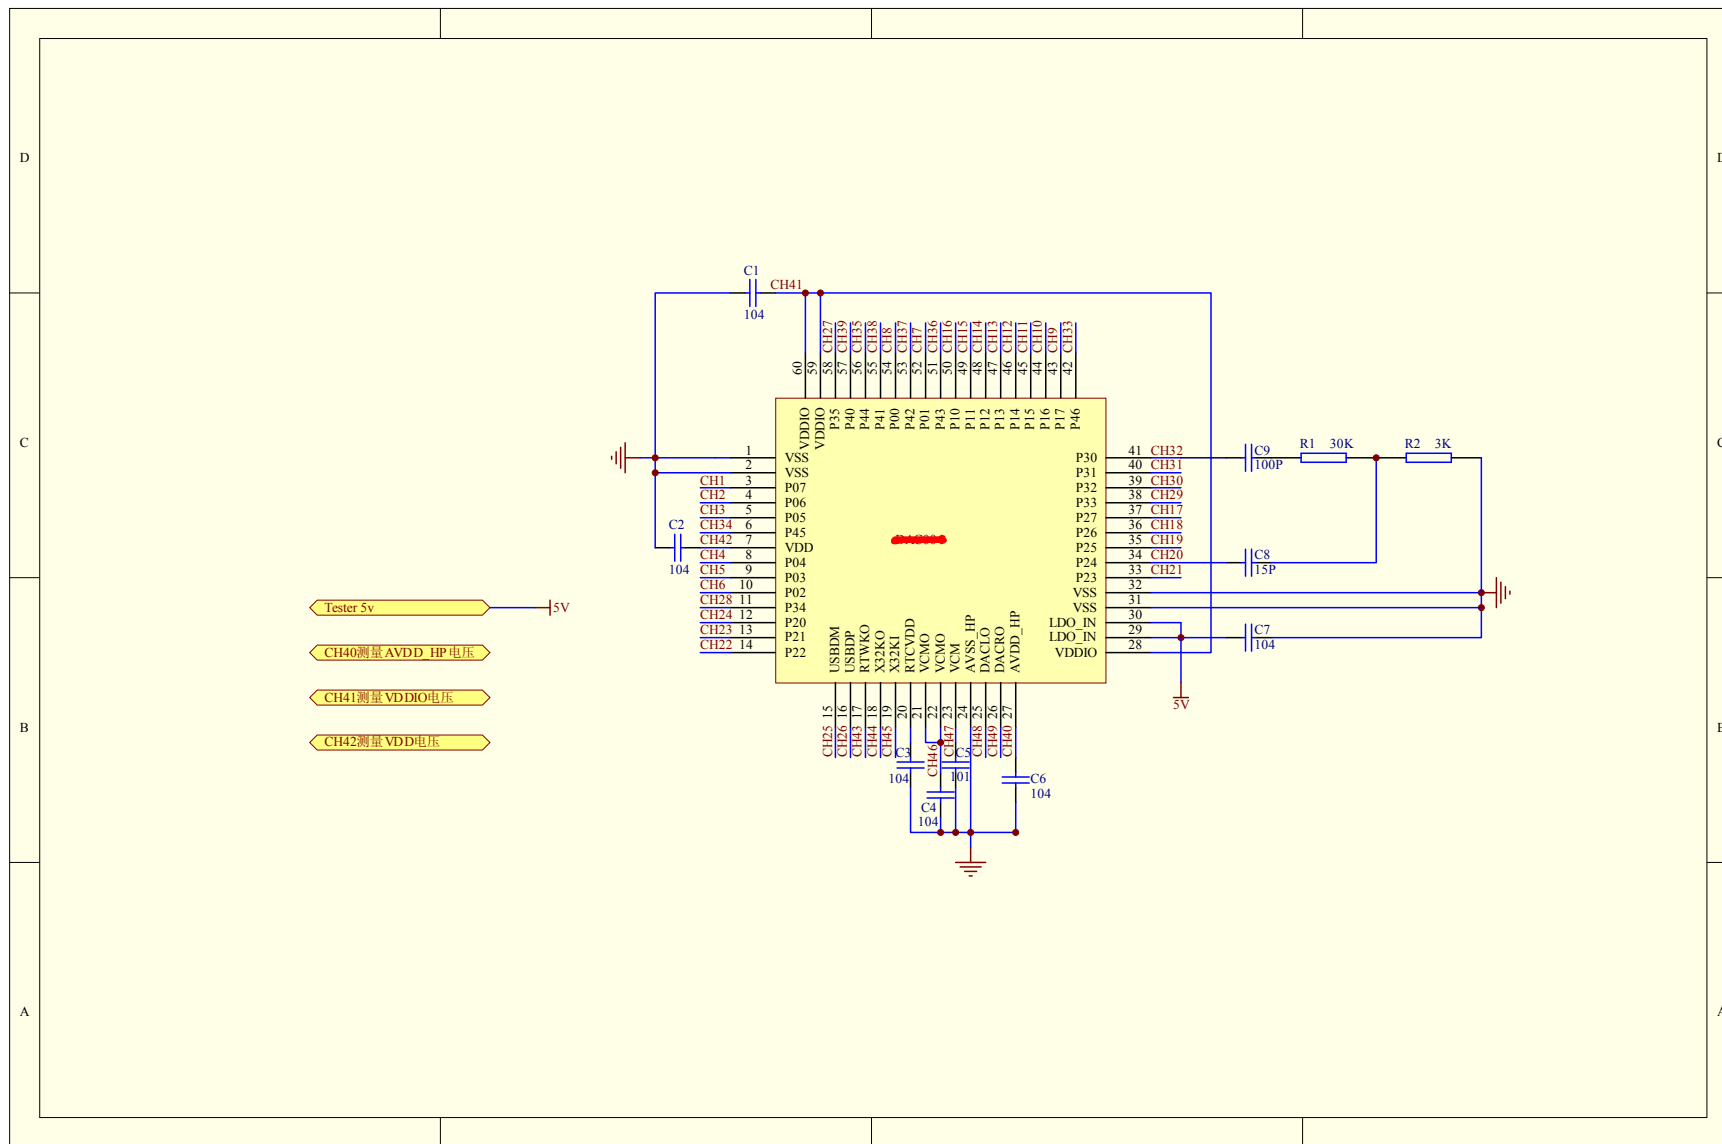 D
D
C
C
B
B
A
A
C1
104
CH41
CH27
CH39
CH35
CH38
CH8
CH37
CH7
CH36
CH16
CH15
CH14
CH13
CH12
CH11
CH10
CH9
CH33
60
59
58
57
56
55
54
53
52
51
50
49
48
47
46
45
44
43
42
VDDIO
VDDIO
P35
P40
P44
P41
P00
P42
P01
P43
P10
P11
P12
P13
P14
P15
P16
P17
P46
1 VSS
2 VSS
CH1 3 P07
CH2 4 P06
CH3 5 P05
CH34 6 P45
CH42 7 VDD
CH4 8 P04
CH5 9 P03
CH6 10 P02
CH28 11 P34
CH24 12 P20
CH23 13 P21
CH22 14 P22
C2
104
P30 41 CH32
P31 40 CH31
P32 39 CH30
P33 38 CH29
P27 37 CH17
P26 36 CH18
P25 35 CH19
P24 34 CH20
P23 33 CH21
VSS 32
VSS 31
LDO_IN 30
LDO_IN 29
VDDIO 28
C9
100P
R1 30K
R2 3K
C8
15P
C7
104
5V
USBDM
USBDP
RTWKO
X32KO
X32KI
RTCVDD
VCMO
VCMO
VCM
AVSS_HP
DACLO
DACRO
AVDD_HP
15
16
17
18
19
20
21
22
23
24
25
26
27
CH25
CH26
CH43
CH44
CH45
CH46
CH47
CH48
CH49
CH40
C3
104
C4
104
C5
101
C6
104
Tester 5v
5V
CH40测量AVDD_HP电压
CH41测量VDDIO电压
CH42测量VDD电压